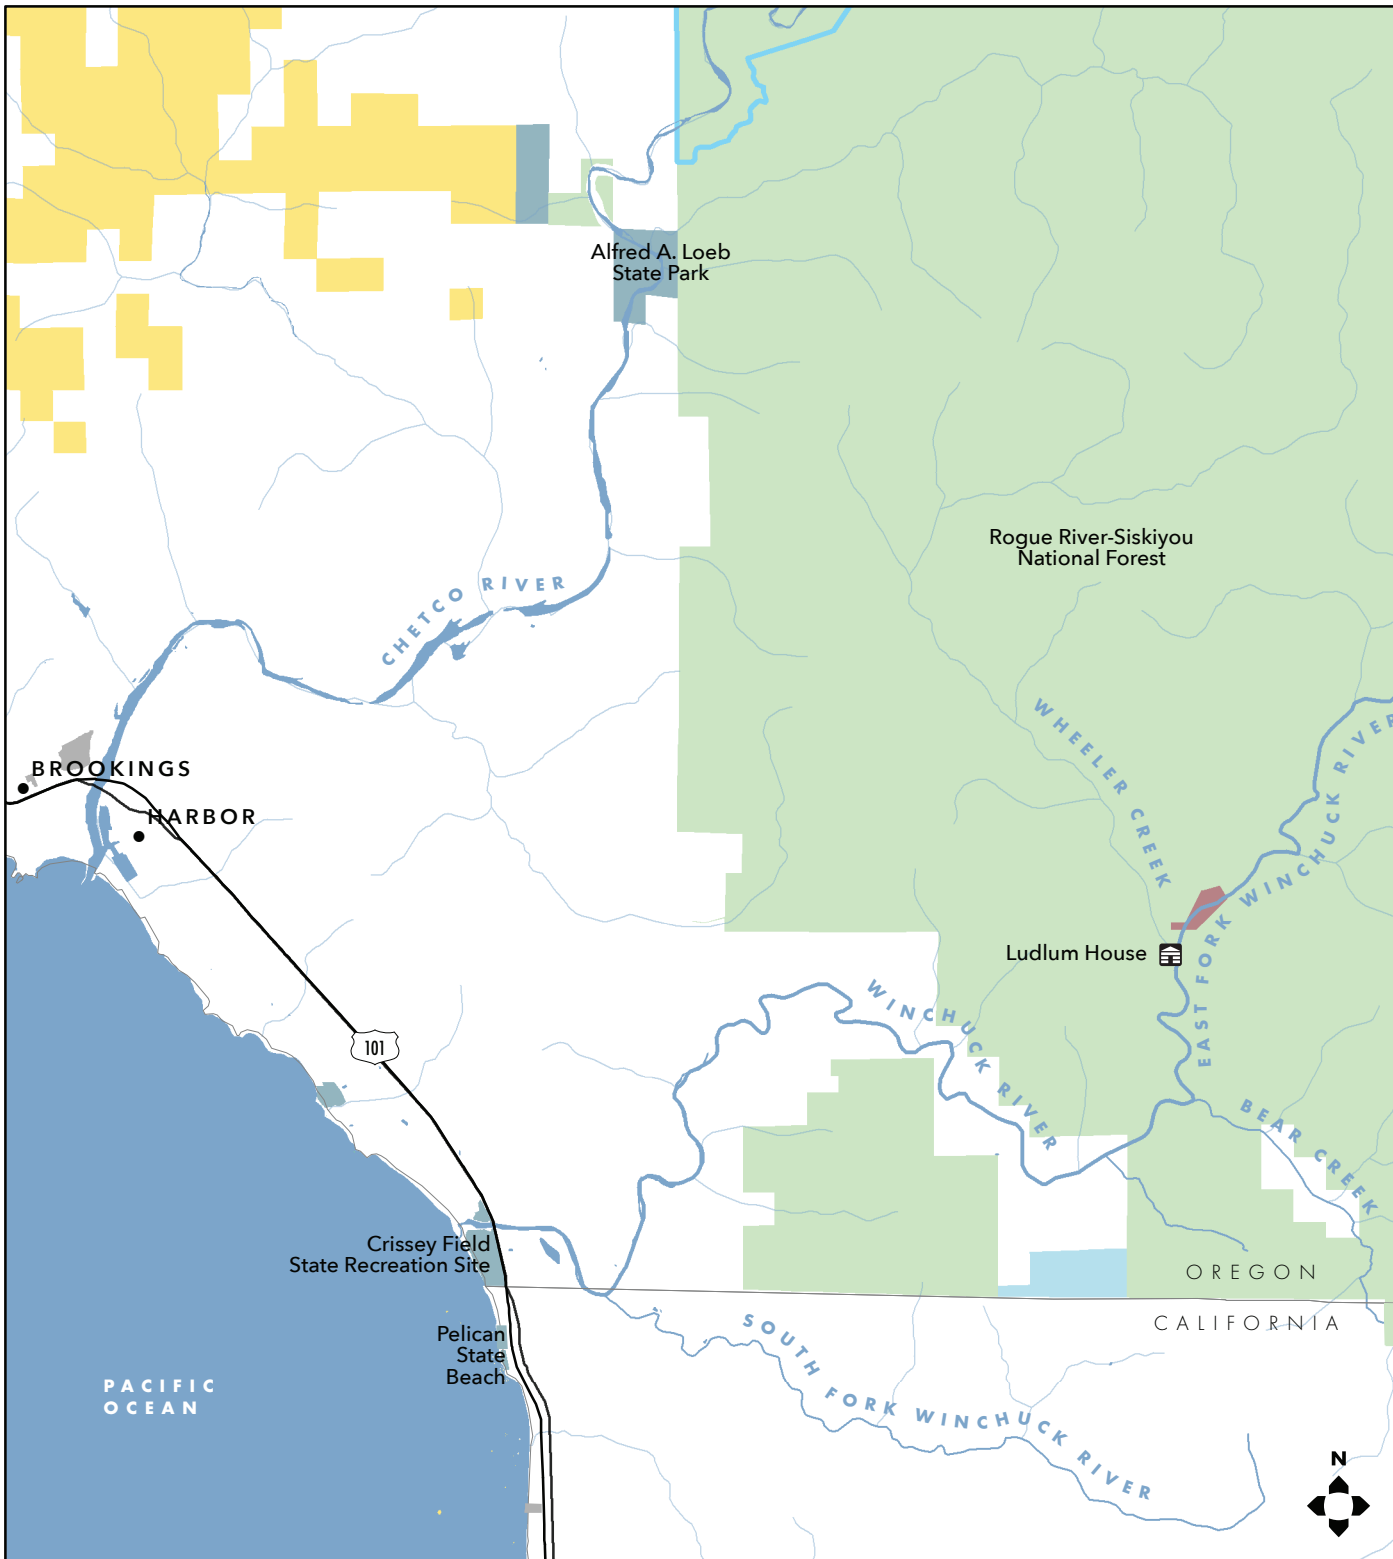 Alfred A. Loeb
State Park
Rogue River-Siskiyou
National Forest
CHETCO RIVER
WHEELER CREEK
EAST FORK WINCHUCK RIVER
BROOKINGS
HARBOR
Ludlum House
WINCHUCK RIVER
101
BEAR CREEK
Crissey Field
State Recreation Site
OREGON
CALIFORNIA
Pelican
State
Beach
SOUTH FORK WINCHUCK RIVER
PACIFIC
OCEAN
N